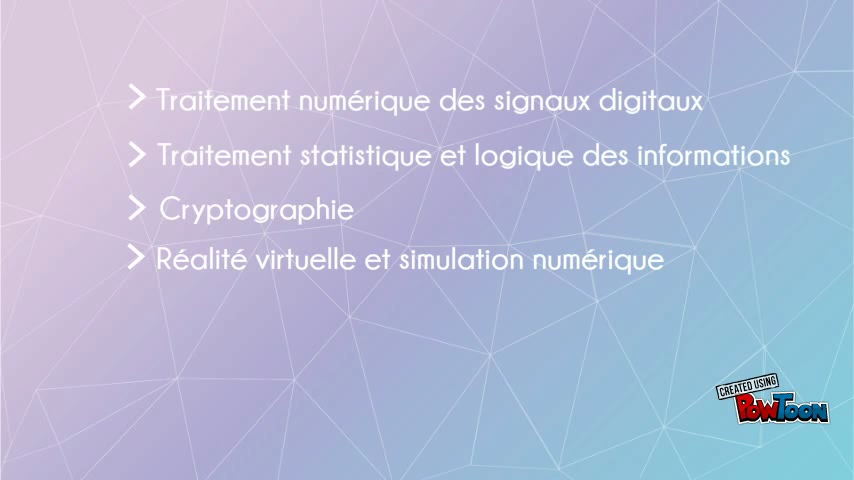 > Traitement numérique des signaux digitaux
> Traitement statistique et logique des informations
> Cryptographie
> Réalité virtuelle et simulation numérique
CREATED USING
POWTOON